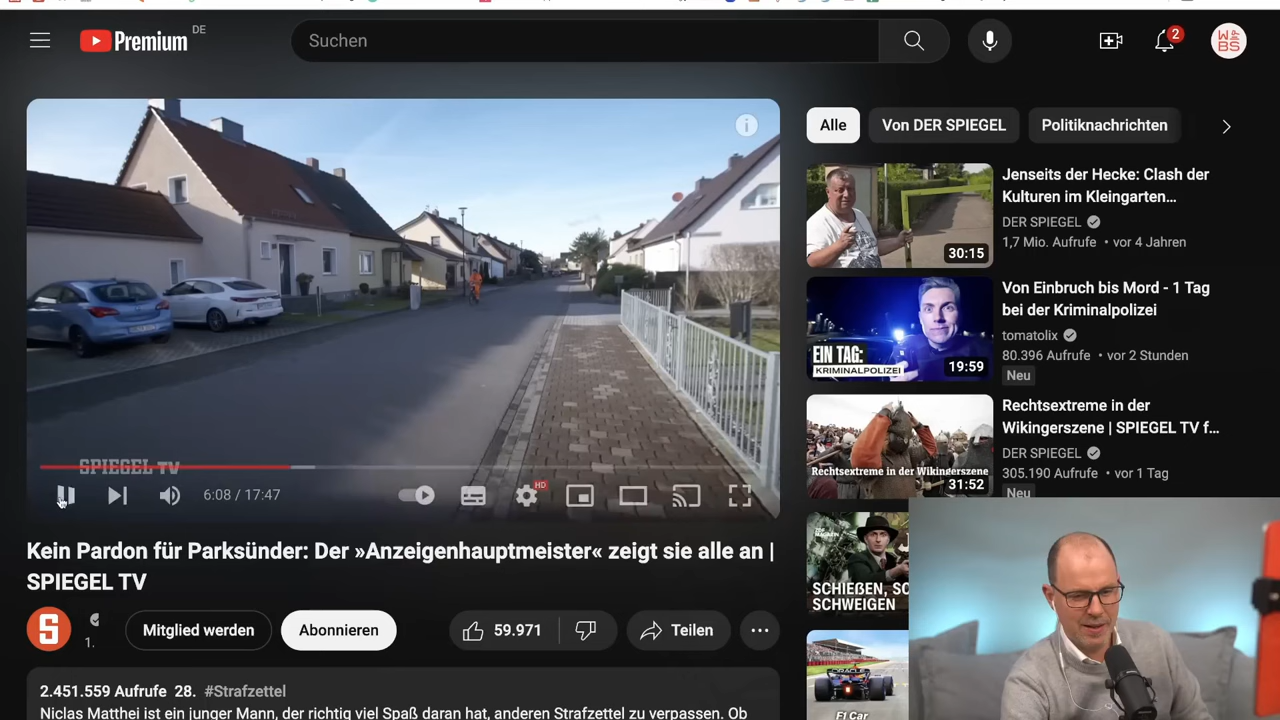 Premium DE
Suchen
2
W BS
Alle
Von DER SPIEGEL
Politiknachrichten
Jenseits der Hecke: Clash der
Kulturen im Kleingarten…
DER SPIEGEL
1,7 Mio. Aufrufe • vor 4 Jahren
30:15
Von Einbruch bis Mord - 1 Tag
bei der Kriminalpolizei
tomatolix
80.396 Aufrufe • vor 2 Stunden
Neu
EIN TAG:
KRIMINALPOLIZEI
19:59
Rechtsextreme in der
Wikingerszene | SPIEGEL TV f…
DER SPIEGEL
305.190 Aufrufe • vor 1 Tag
Neu
Rechtsextreme in der Wikingerszene
31:52
SPIEGEL TV
6:08 / 17:47
HD
Kein Pardon für Parksünder: Der »Anzeigenhauptmeister« zeigt sie alle an |
SPIEGEL TV
S
1.
Mitglied werden
Abonnieren
59.971
Teilen
SCHIEẞEN, SC
SCHWEIGEN
ORACLE
F1 Car
2.451.559 Aufrufe 28. #Strafzettel
Niclas Matthei ist ein junger Mann, der richtig viel Spaß daran hat, anderen Strafzettel zu verpassen. Ob